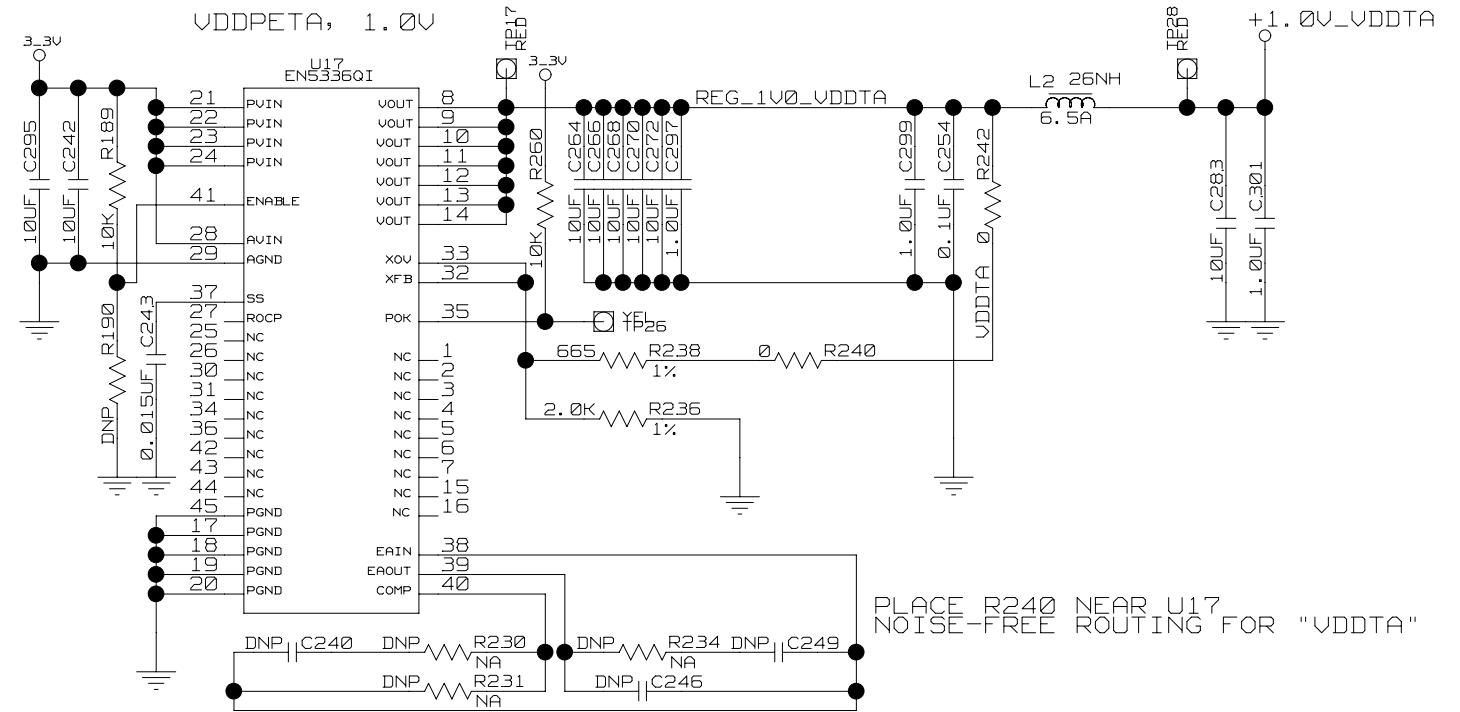 VDDPETA, 1.0V
3_3V
U17
EN5336QI
TP17
RED
3_3V
TP28
RED
+1.0V_VDDTA
21 PVIN
22 PVIN
23 PVIN
24 PVIN
41 ENABLE
28 AVIN
29 AGND
37 SS
27 ROCP
25 NC
26 NC
30 NC
31 NC
34 NC
36 NC
42 NC
43 NC
44 NC
45 PGND
17 PGND
18 PGND
19 PGND
20 PGND
VOUT 8
VOUT 9
VOUT 10
VOUT 11
VOUT 12
VOUT 13
VOUT 14
XOV 33
XFB 32
POK 35
NC 1
NC 2
NC 3
NC 4
NC 5
NC 6
NC 7
NC 15
NC 16
EAIN 38
EAOUT 39
COMP 40
10UF C295
10UF C242
10K R189
DNP R190
0.015UF C243
10K R260
YEL
TP26
10UF C264
10UF C266
10UF C268
10UF C270
10UF C272
1.0UF C297
REG_1V0_VDDTA
1.0UF C299
0.1UF C254
VDDTA 0 R242
L2 26NH
6.5A
10UF C283
1.0UF C301
665 R238
1%
0 R240
2.0K R236
1%
DNP C240
DNP R230
NA
DNP R234
NA
DNP C249
DNP R231
NA
DNP C246
PLACE R240 NEAR U17
NOISE-FREE ROUTING FOR "VDDTA"